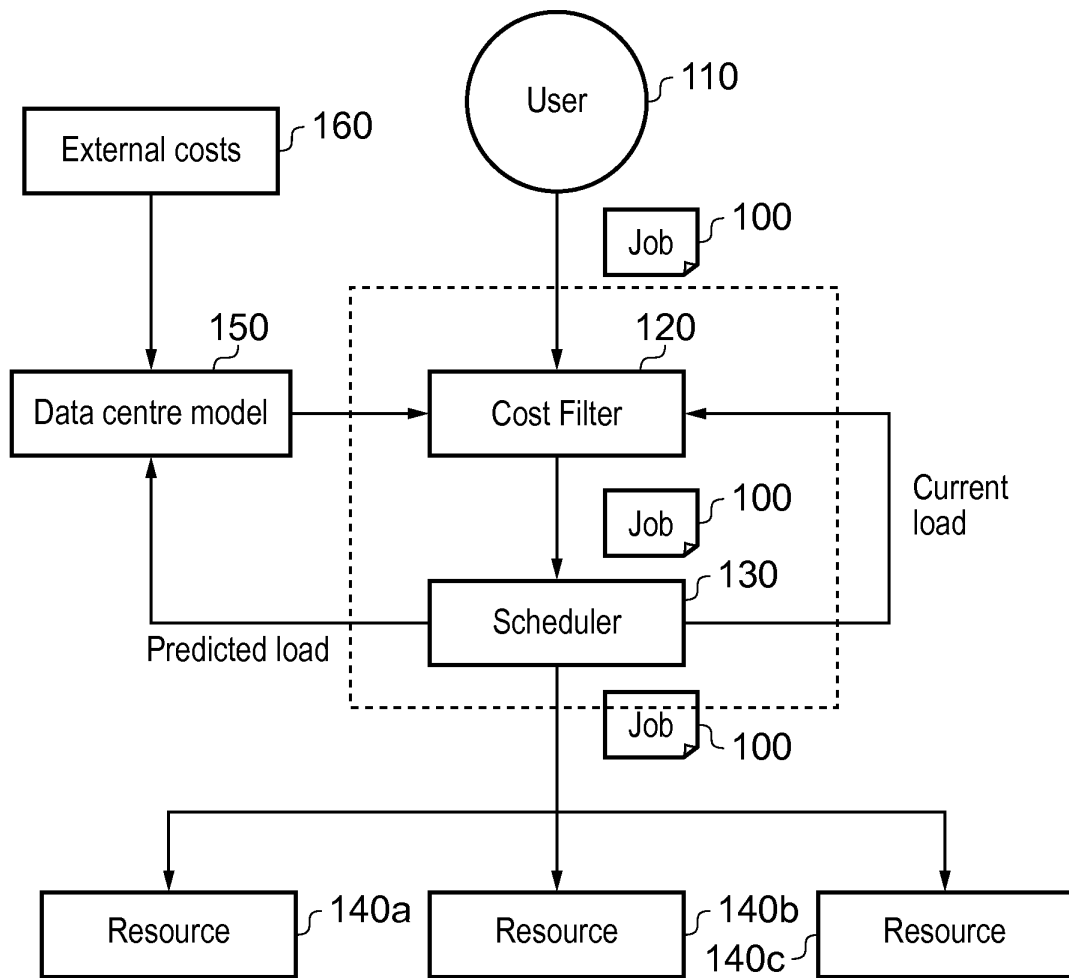 User
110
External costs
160
Job
100
150
120
Data centre model
Cost Filter
Job
100
Current
load
130
Scheduler
Predicted load
Job
100
Resource
140a
Resource
140b
140c
Resource